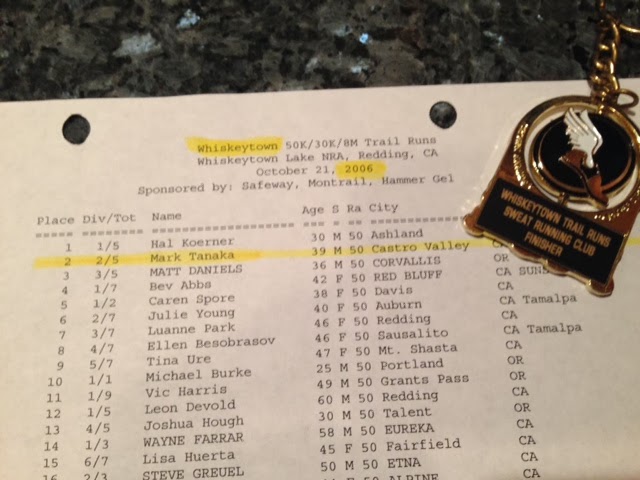 Whiskeytown 50K/30K/8M Trail Runs
Whiskeytown Lake NRA, Redding, CA
October 21, 2006
Sponsored by: Safeway, Montrail, Hammer Gel
Place Div/Tot Name Age S Ra City
===== ======= ==== === = == ====
1 1/5 Hal Koerner 30 M 50 Ashland
2 2/5 Mark Tanaka 39 M 50 Castro Valley
3 3/5 MATT DANIELS 36 M 50 CORVALLIS OR
4 1/7 Bev Abbs 42 F 50 RED BLUFF CA SUNS
5 1/2 Caren Spore 38 F 50 Davis
6 2/7 Julie Young 40 F 50 Auburn CA Tamalpa
7 3/7 Luanne Park 46 F 50 Redding CA
8 4/7 Ellen Besobrasov 46 F 50 Sausalito CA Tamalpa
9 5/7 Tina Ure 47 F 50 Mt. Shasta CA
10 1/1 Michael Burke 25 M 50 Portland OR
11 1/9 Vic Harris 49 M 50 Grants Pass OR
12 1/5 Leon Devold 60 M 50 Redding CA
13 4/5 Joshua Hough 30 M 50 Talent OR
14 1/3 WAYNE FARRAR 58 M 50 EUREKA CA
15 6/7 Lisa Huerta 45 F 50 Fairfield CA
16 2/3 STEVE GREUEL 50 M 50 ETNA CA
ALPINE
WHISKEYTOWN TRAIL RUNS
SWEAT RUNNING CLUB
FINISHER